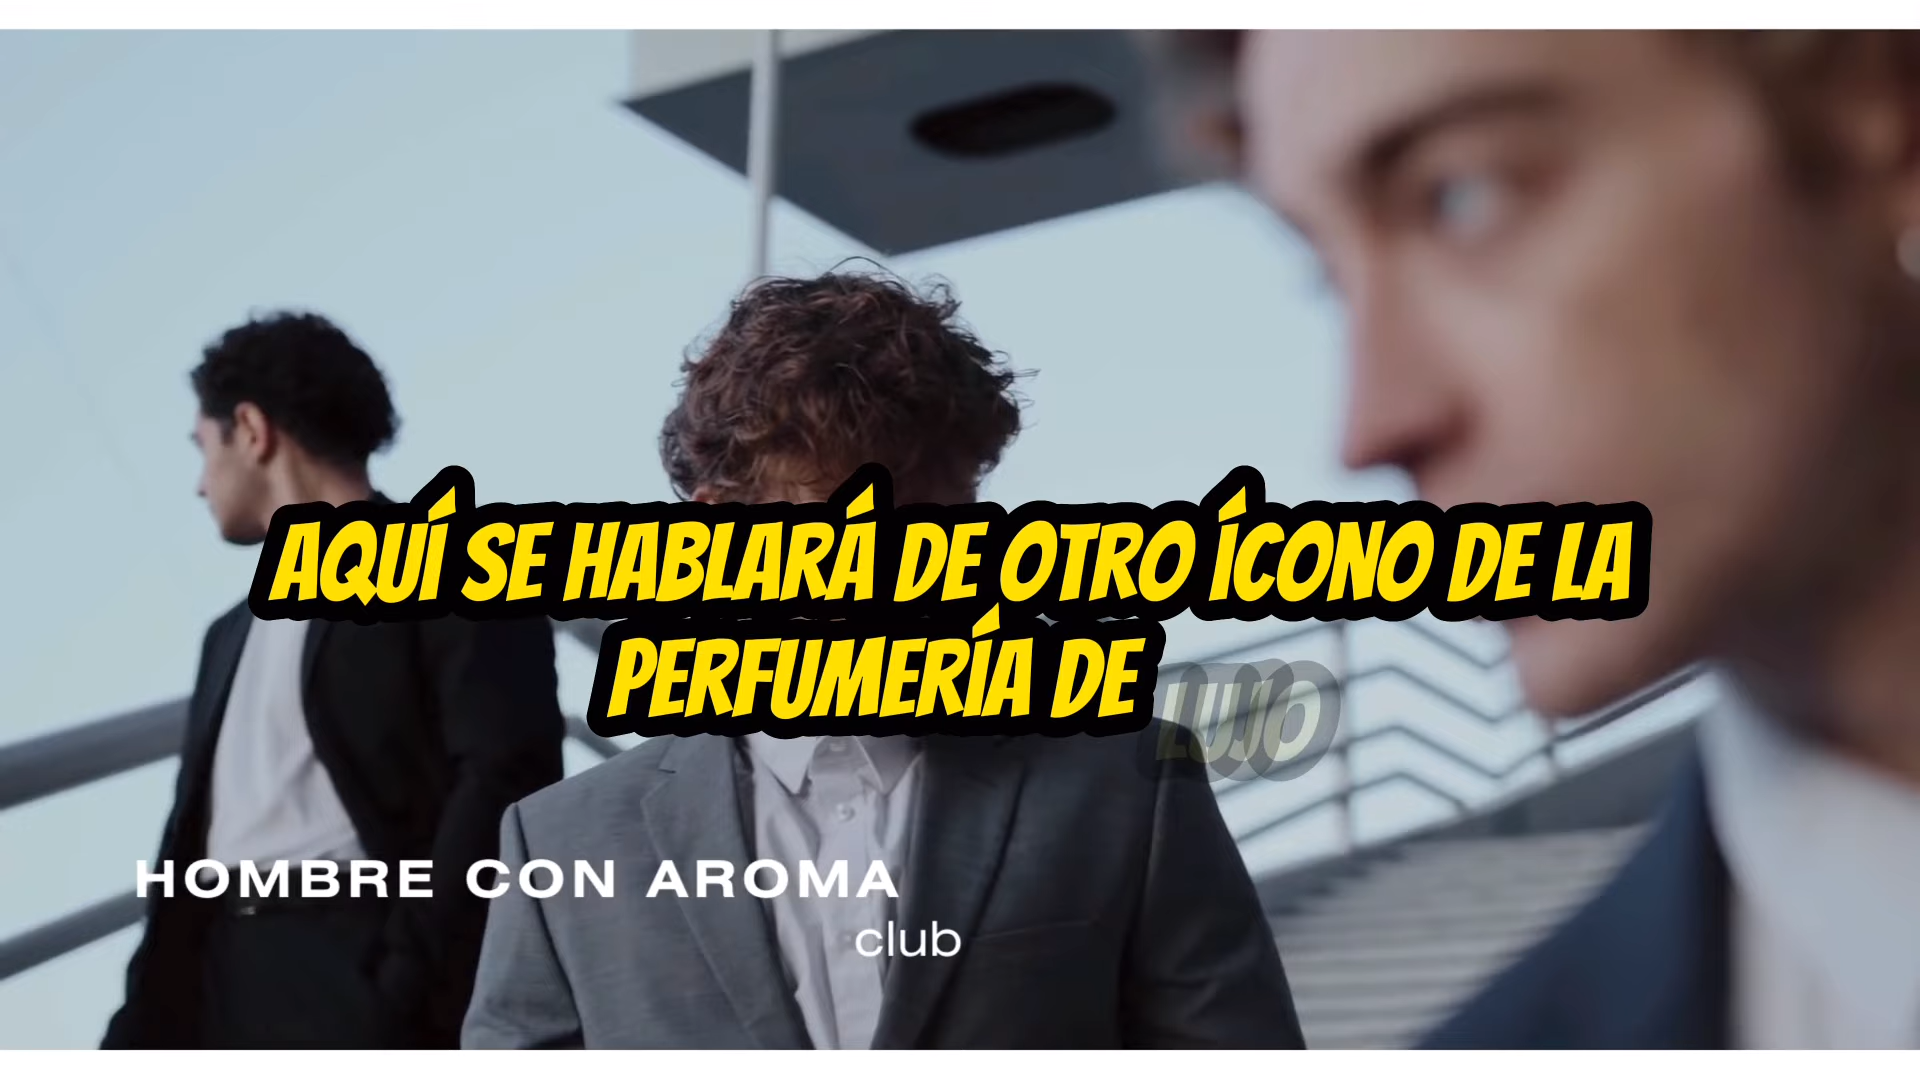 AQUÍ SE HABLARÁ DE OTRO ÍCONO DE LA
PERFUMERÍA DE LUJO
HOMBRE CON AROMA
club